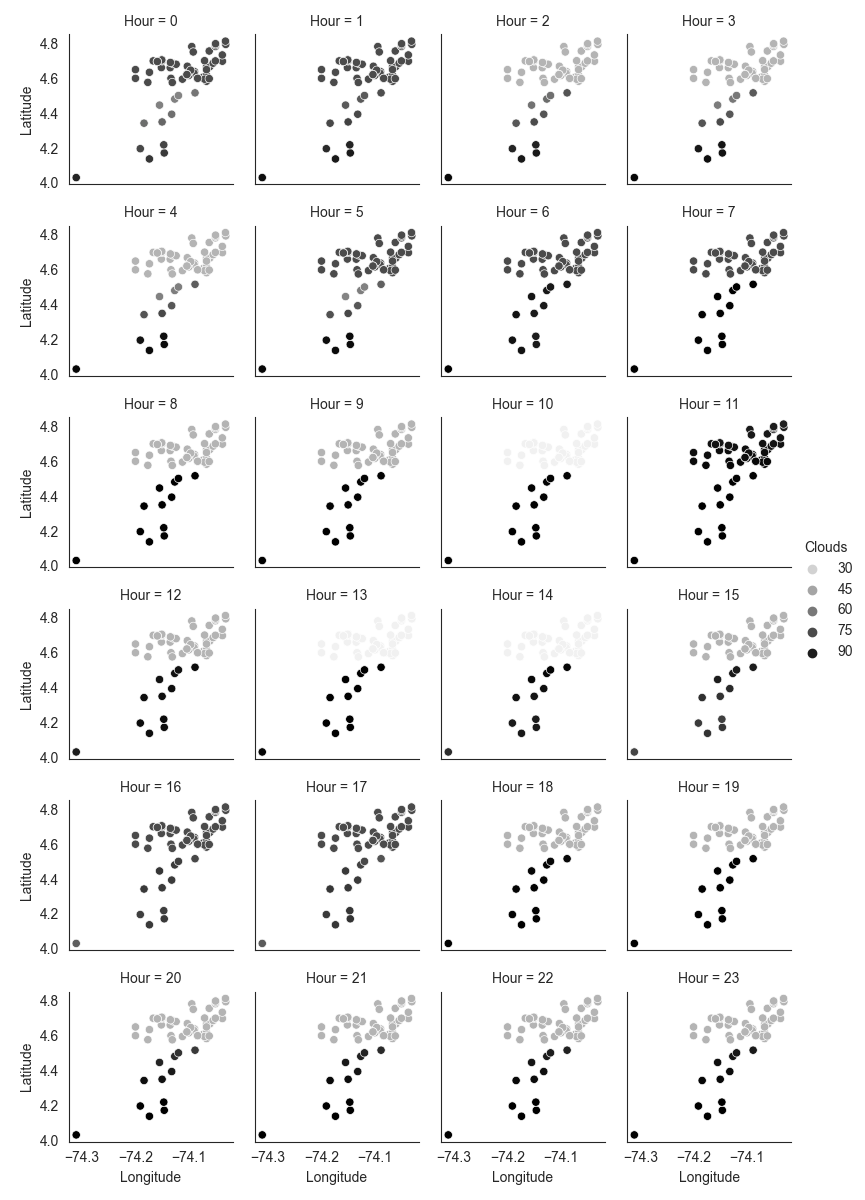 Hour = 0
Hour = 1
Hour = 2
Hour = 3
4.8
4.6
4.4
4.2
4.0
Latitude
Hour = 4
Hour = 5
Hour = 6
Hour = 7
4.8
4.6
4.4
4.2
4.0
Latitude
Hour = 8
Hour = 9
Hour = 10
Hour = 11
4.8
4.6
4.4
4.2
4.0
Latitude
Clouds
30
45
60
75
90
Hour = 12
Hour = 13
Hour = 14
Hour = 15
4.8
4.6
4.4
4.2
4.0
Latitude
Hour = 16
Hour = 17
Hour = 18
Hour = 19
4.8
4.6
4.4
4.2
4.0
Latitude
Hour = 20
Hour = 21
Hour = 22
Hour = 23
4.8
4.6
4.4
4.2
4.0
Latitude
−74.3 −74.2 −74.1
−74.3 −74.2 −74.1
−74.3 −74.2 −74.1
−74.3 −74.2 −74.1
Longitude
Longitude
Longitude
Longitude